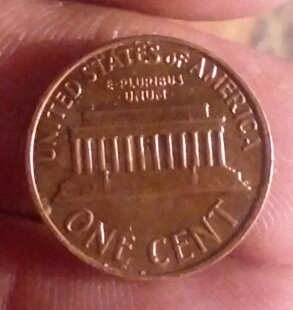 UNITED STATES OF AMERICA
E·PLURIBUS
UNUM
ONE CENT